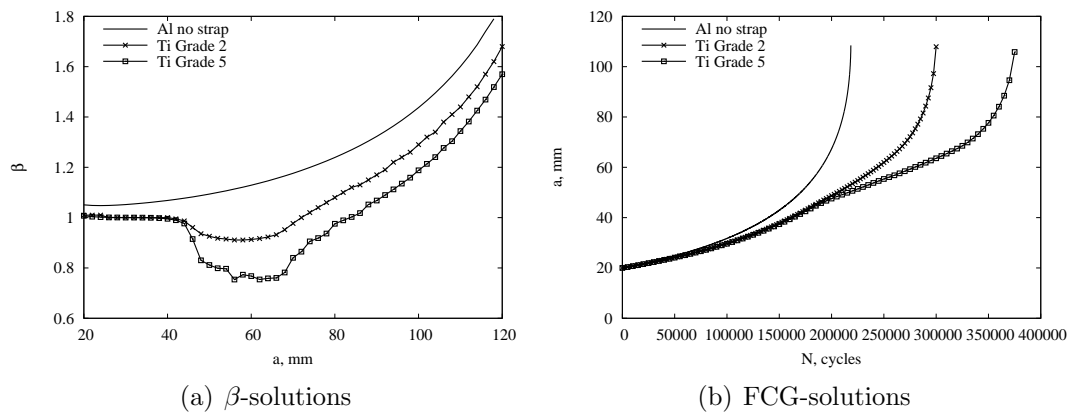 1.8
1.6
1.4
1.2
1
0.8
0.6
20 40 60 80 100 120
β
a, mm
Al no strap
Ti Grade 2
Ti Grade 5
(a) β-solutions
120
100
80
60
40
20
0
0 50000 100000 150000 200000 250000 300000 350000 400000
a, mm
N, cycles
Al no strap
Ti Grade 2
Ti Grade 5
(b) FCG-solutions